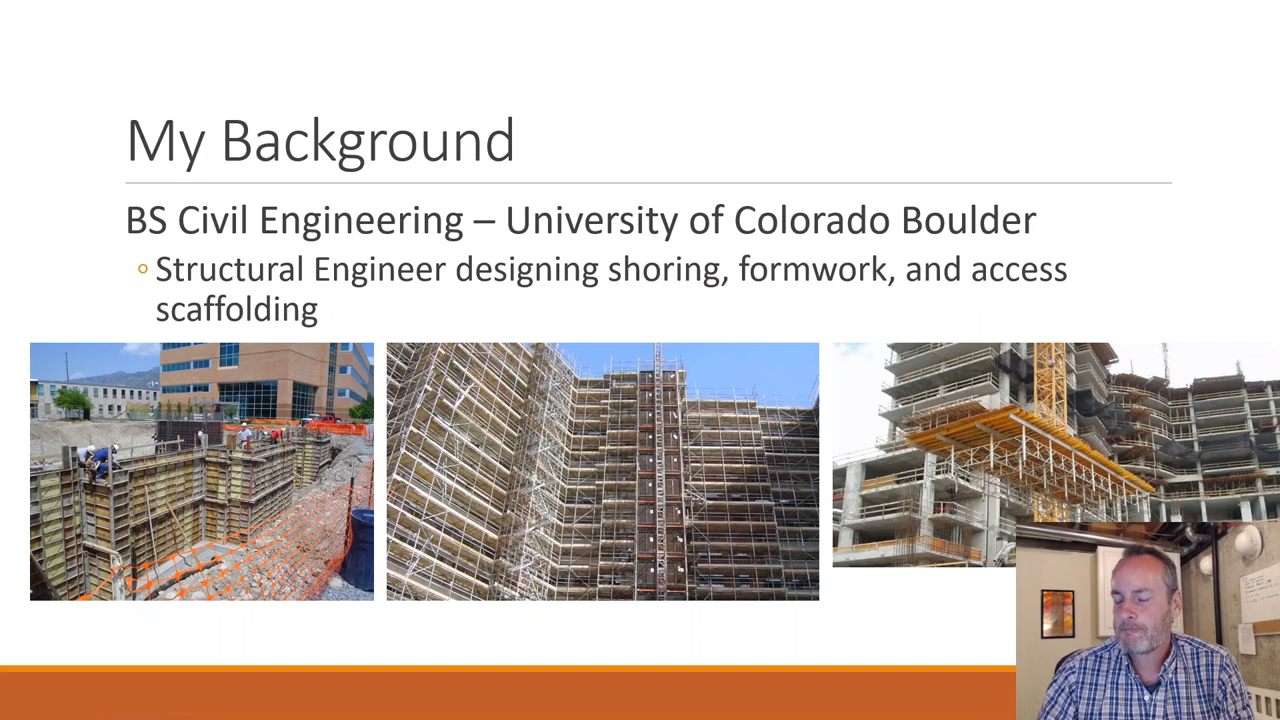 My Background
BS Civil Engineering – University of Colorado Boulder
◦ Structural Engineer designing shoring, formwork, and access
scaffolding